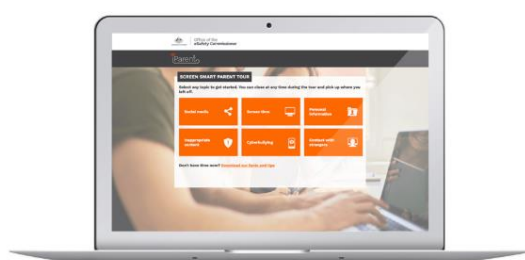 Office of the
eSafety Commissioner
iParent
SCREEN SMART PARENT TOUR
Select any topic to get started. You can close at any time during the tour and pick up where you
left off.
Social media
Screen time
Personal
information
Inappropriate
content
Cyberbullying
Contact with
strangers
Don't have time now? Download our facts and tips